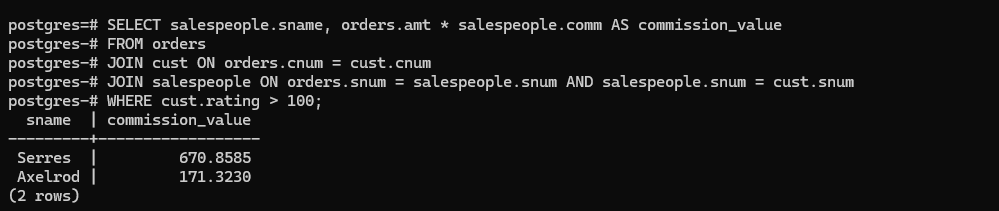 postgres=# SELECT salespeople.sname, orders.amt * salespeople.comm AS commission_value
postgres-# FROM orders
postgres-# JOIN cust ON orders.cnum = cust.cnum
postgres-# JOIN salespeople ON orders.snum = salespeople.snum AND salespeople.snum = cust.snum
postgres-# WHERE cust.rating > 100;
  sname  | commission_value
---------+------------------
 Serres  |         670.8585
 Axelrod |         171.3230
(2 rows)